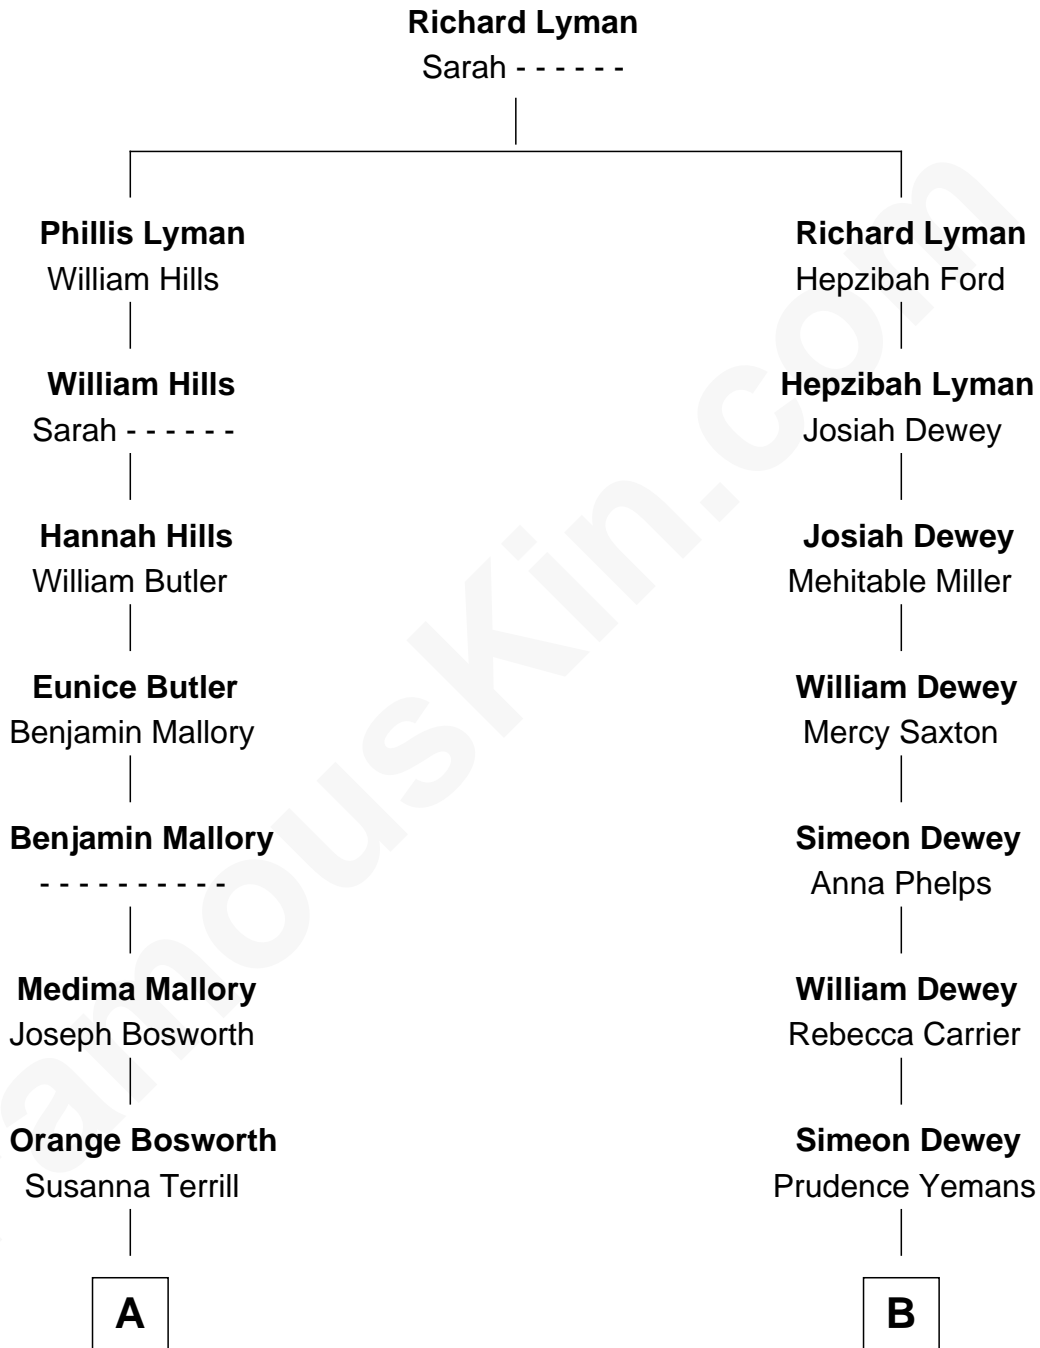 Richard Lyman
Sarah - - - - - -
Phillis Lyman
William Hills
William Hills
Sarah - - - - - -
Hannah Hills
William Butler
Eunice Butler
Benjamin Mallory
Benjamin Mallory
- - - - - - - - - -
Medima Mallory
Joseph Bosworth
Orange Bosworth
Susanna Terrill
A
Richard Lyman
Hepzibah Ford
Hepzibah Lyman
Josiah Dewey
Josiah Dewey
Mehitable Miller
William Dewey
Mercy Saxton
Simeon Dewey
Anna Phelps
William Dewey
Rebecca Carrier
Simeon Dewey
Prudence Yemans
B
famouskin.com